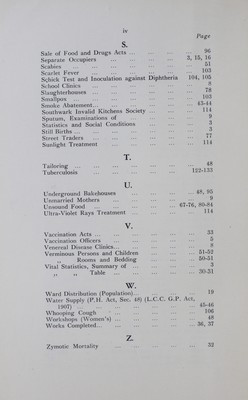 iv
Page
S.
Sale of Food and Drugs Acts ... 96
Separate Occupiers ... 3, 15, 16
Scabies ... 51
Scarlet Fever ... 103
Schick Test and Inoculation against Diphtheria 104, 105
School Clinics ... 8
Slaughterhouses ... 78
Smallpox ... 103
Smoke Abatement ... 43-44
Southwark Invalid Kitchens Society ... 114
Sputum, Examinations of ... 9
Statistics and Social Conditions ... 3
Still Births ... 3
Street Traders ... 77
Sunlight Treatment ... 114
T.
Tailoring ... 48
Tuberculosis ... 122-133
U.
Underground Bakehouses ... 48, 95
Unmarried Mothers ... 9
Unsound Food ... 67-76, 80-84
Ultra-Violet Rays Treatment ... 114
V.
Vaccination Acts ... 33
Vaccination Officers ... 5
Venereal Disease Clinics ... 8
Verminous Persons and Children ... 51-52
,, Rooms and Bedding ... 50-51
Vital Statistics, Summary of ... 3
,, ,, Table ... 30-31
W.
Ward Distribution (Population) ... 19
Water Supply (P.H. Act, Sec. 48) (L.C.C. G.P. Act,
1907) ... 45-46
Whooping Cough ... 106
Workshops (Women's) ... 49
Works Completed ... 36, 37
Z.
Zymotic Mortality ... 32